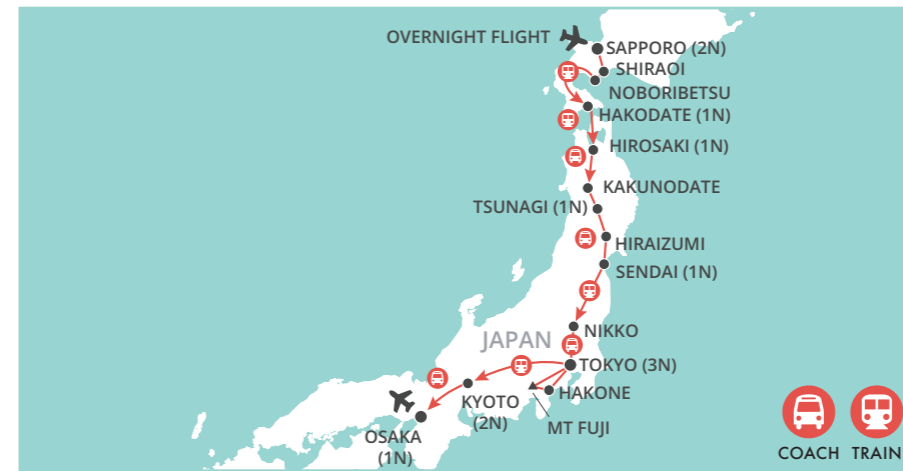 OVERNIGHT FLIGHT
SAPPORO (2N)
SHIRAOI
NOBORIBETSU
HAKODATE (1N)
HIROSAKI (1N)
KAKUNODATE
TSUNAGI (1N)
HIRAIZUMI
SENDAI (1N)
NIKKO
JAPAN
TOKYO (3N)
HAKONE
MT FUJI
KYOTO
(2N)
OSAKA
(1N)
COACH
TRAIN